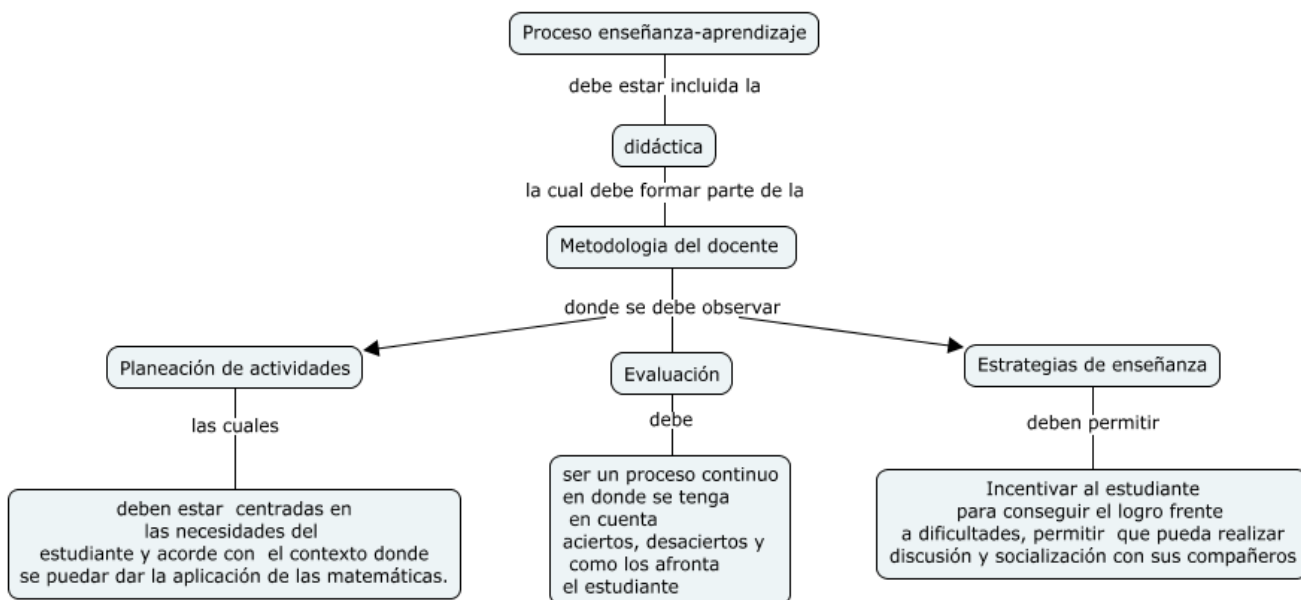 Proceso enseñanza-aprendizaje
debe estar incluida la
didáctica
la cual debe formar parte de la
Metodologia del docente
donde se debe observar
Planeación de actividades
las cuales
deben estar centradas en
las necesidades del
estudiante y acorde con el contexto donde
se puedar dar la aplicación de las matemáticas.
Evaluación
debe
ser un proceso continuo
en donde se tenga
en cuenta
aciertos, desaciertos y
como los afronta
el estudiante
Estrategias de enseñanza
deben permitir
Incentivar al estudiante
para conseguir el logro frente
a dificultades, permitir que pueda realizar
discusión y socialización con sus compañeros